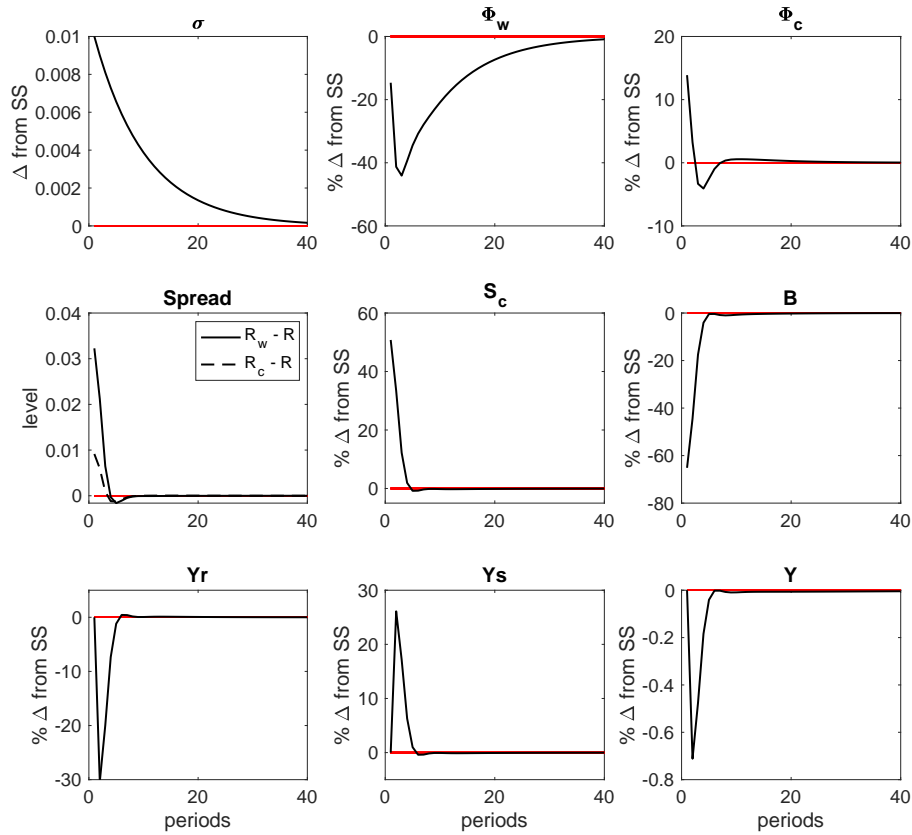 σ
Δ from SS
0.01
0.008
0.006
0.004
0.002
0
0 20 40
Φw
% Δ from SS
0
-20
-40
-60
0 20 40
Φc
% Δ from SS
20
10
0
-10
0 20 40
Spread
level
0.04
0.03
0.02
0.01
0
0 20 40
Rw - R
Rc - R
Sc
% Δ from SS
60
40
20
0
0 20 40
B
% Δ from SS
0
-20
-40
-60
-80
0 20 40
Yr
% Δ from SS
0
-10
-20
-30
0 20 40
periods
Ys
% Δ from SS
30
20
10
0
0 20 40
periods
Y
% Δ from SS
0
-0.2
-0.4
-0.6
-0.8
0 20 40
periods